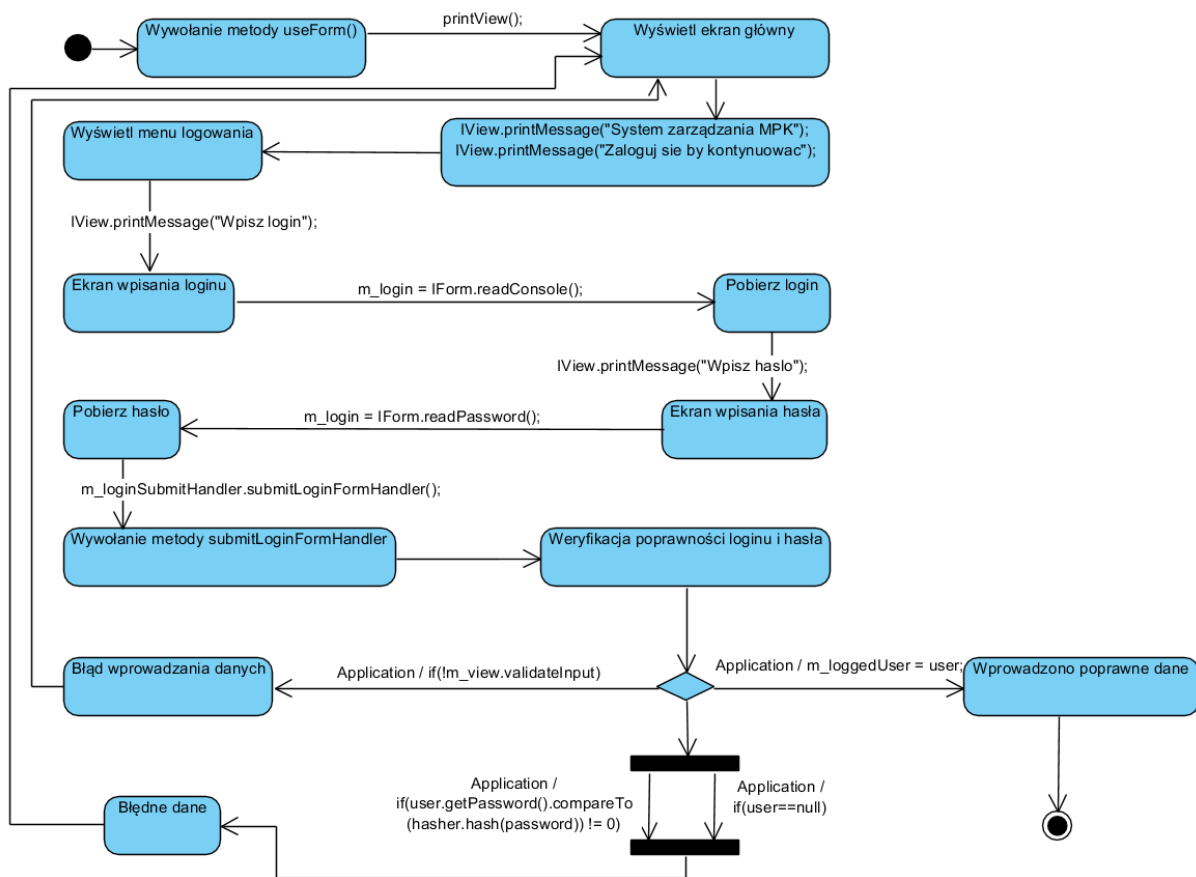 printView();
Wywołanie metody useForm()
Wyświetl ekran główny
Wyświetl menu logowania
IView.printMessage("System zarządzania MPK");
IView.printMessage("Zaloguj sie by kontynuowac");
IView.printMessage("Wpisz login");
Ekran wpisania loginu
m_login = IForm.readConsole();
Pobierz login
IView.printMessage("Wpisz haslo");
Pobierz hasło
m_login = IForm.readPassword();
Ekran wpisania hasła
m_loginSubmitHandler.submitLoginFormHandler();
Wywołanie metody submitLoginFormHandler
Weryfikacja poprawności loginu i hasła
Błąd wprowadzania danych
Application / if(!m_view.validateInput)
Application / m_loggedUser = user;
Wprowadzono poprawne dane
Application /
if(user.getPassword().compareTo
(hasher.hash(password)) != 0)
Application /
if(user==null)
Błędne dane